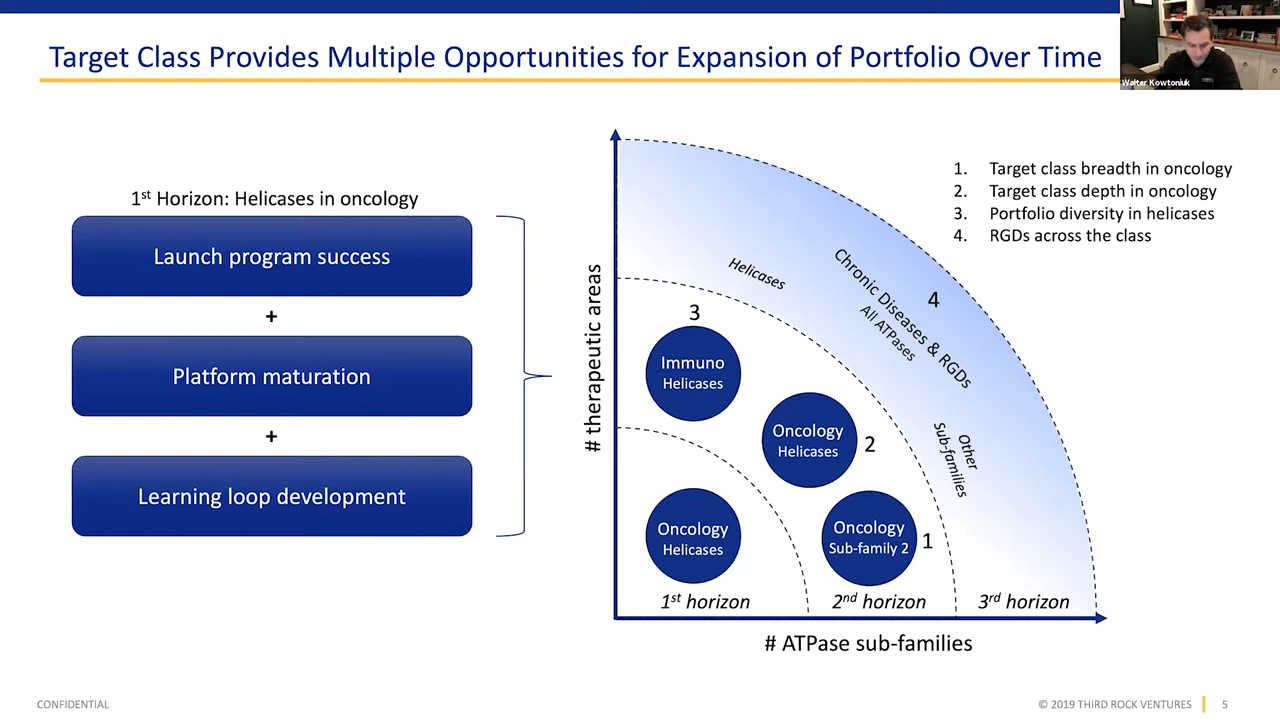 Target Class Provides Multiple Opportunities for Expansion of Portfolio Over Time
Walter Kowtoniuk
1st Horizon: Helicases in oncology
Launch program success
+
Platform maturation
+
Learning loop development
# therapeutic areas
Helicases
Chronic Diseases & RGDs
All ATPases
4
Other
Sub-families
3
Immuno
Helicases
Oncology
Helicases
2
Oncology
Helicases
Oncology
Sub-family 2
1
1st horizon
2nd horizon
3rd horizon
# ATPase sub-families
1. Target class breadth in oncology
2. Target class depth in oncology
3. Portfolio diversity in helicases
4. RGDs across the class
CONFIDENTIAL
© 2019 THIRD ROCK VENTURES
5